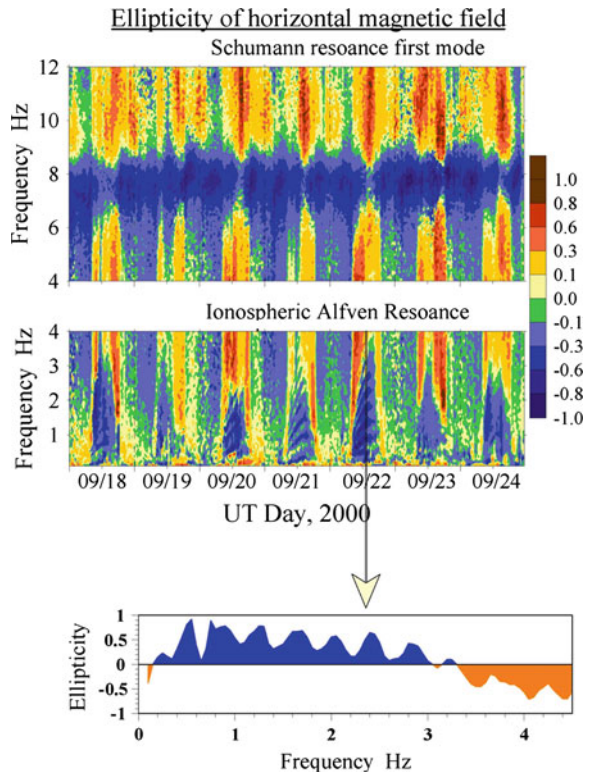 Ellipticity of horizontal magnetic field
Schumann resoance first mode
12
10
8
6
4
Frequency Hz
1.0
0.8
0.6
0.3
0.1
0.0
-0.1
-0.3
-0.6
-0.8
-1.0
Ionospheric Alfven Resoance
4
3
2
1
Frequency Hz
09/18 09/19 09/20 09/21 09/22 09/23 09/24
UT Day, 2000
1
0.5
0
-0.5
-1
Ellipticity
0 1 2 3 4
Frequency Hz